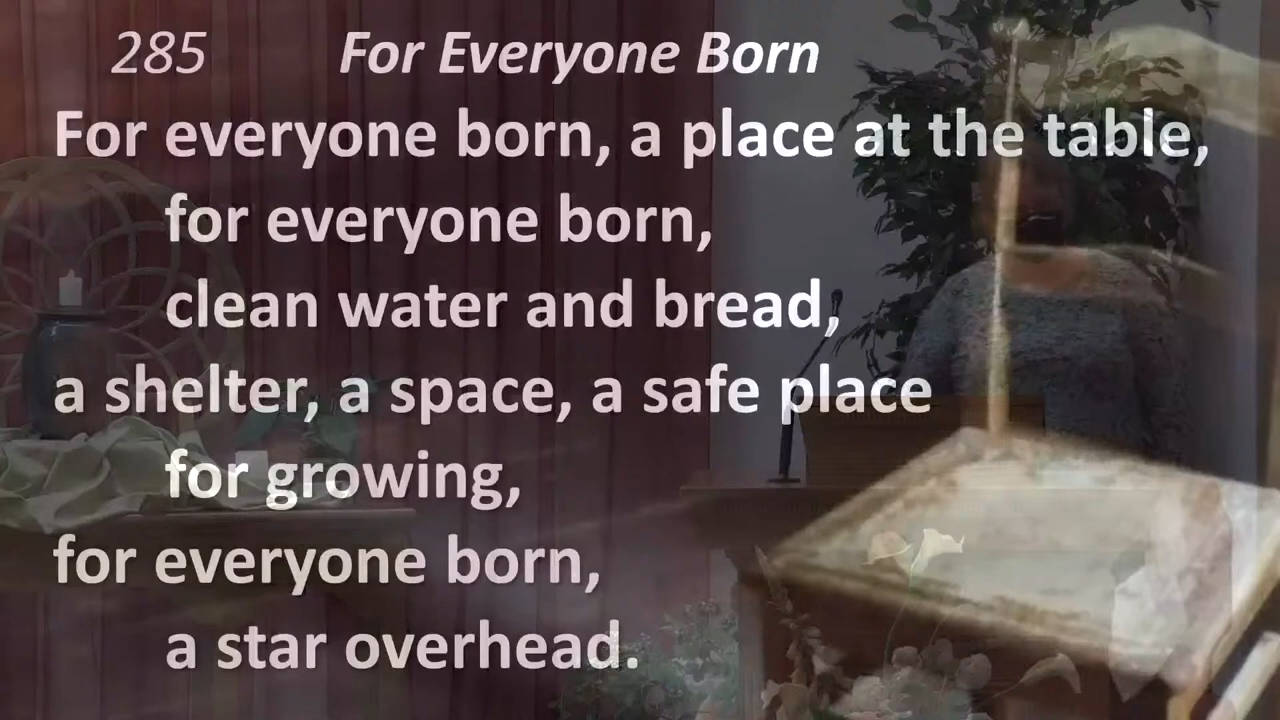 285 For Everyone Born
For everyone born, a place at the table,
for everyone born,
clean water and bread,
a shelter, a space, a safe place
for growing,
for everyone born,
a star overhead.